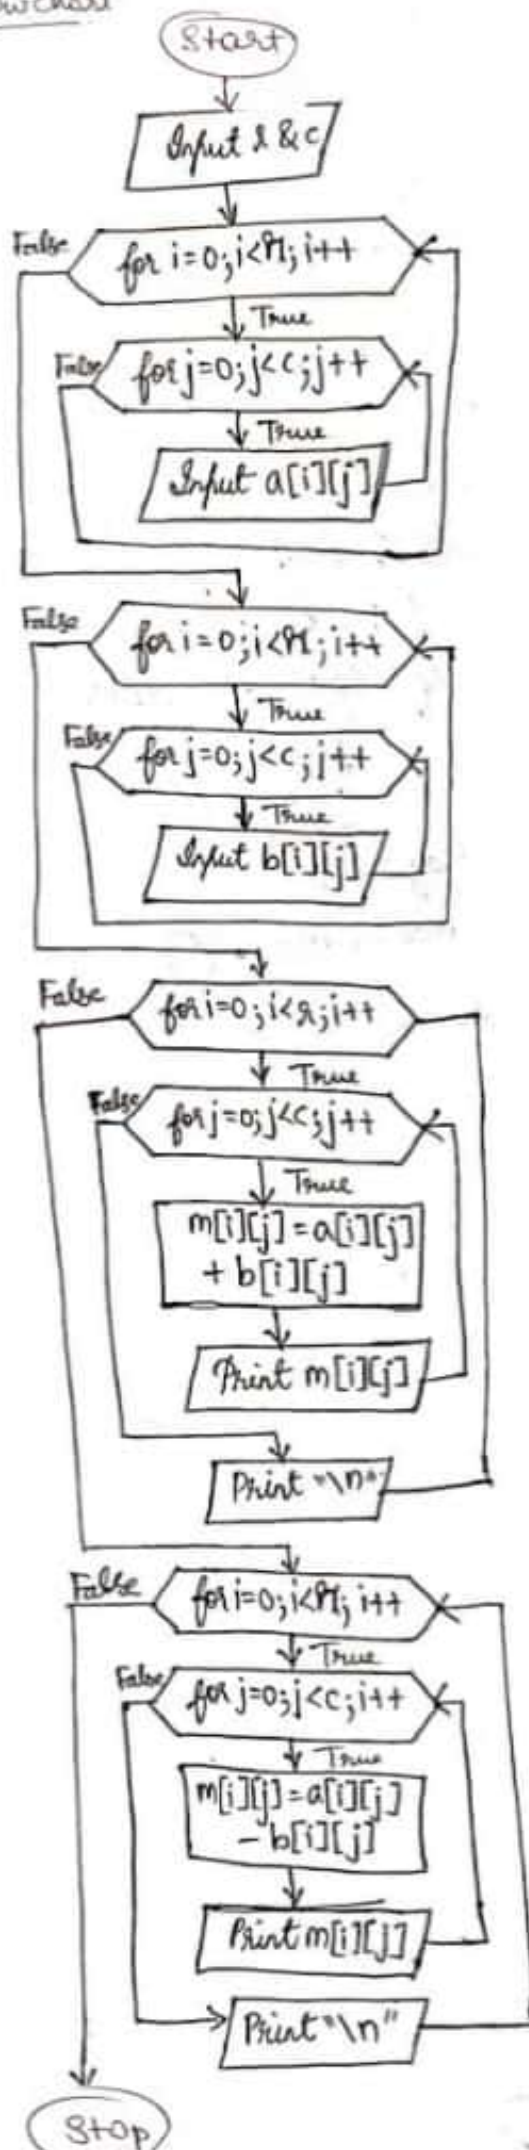 Start
Input r & c
False
for i=0;i<r;i++
True
False
for j=0;j<c;j++
True
Input a[i][j]
False
for i=0;i<r;i++
True
False
for j=0;j<c;j++
True
Input b[i][j]
False
for i=0;i<r;i++
True
False
for j=0;j<c;j++
True
m[i][j]=a[i][j]
+ b[i][j]
Print m[i][j]
Print "\n"
False
for i=0;i<r;i++
True
False
for j=0;j<c;i++
True
m[i][j]=a[i][j]
- b[i][j]
Print m[i][j]
Print "\n"
Stop